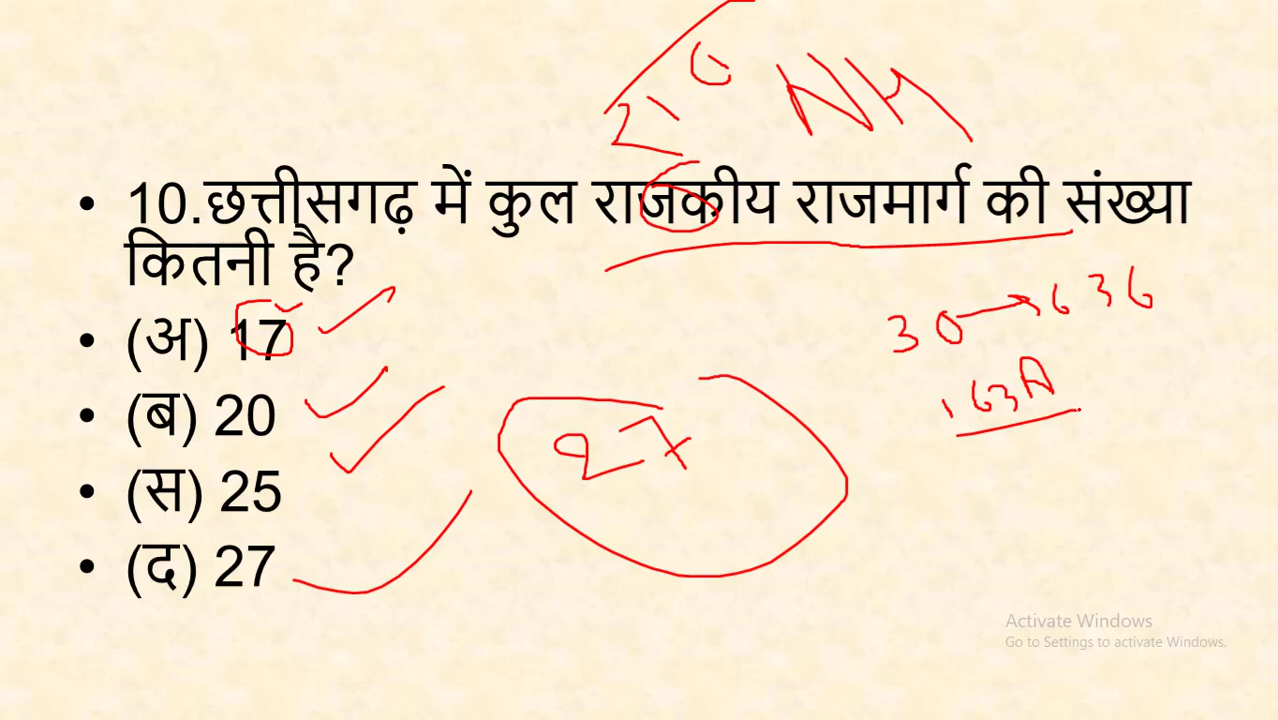 216 NH
• 10.छत्तीसगढ़ में कुल राजकीय राजमार्ग की संख्या
कितनी है?
30 → 636
• (अ) 17
163A
• (ब) 20
27
• (स) 25
• (द) 27
Activate Windows
Go to Settings to activate Windows.